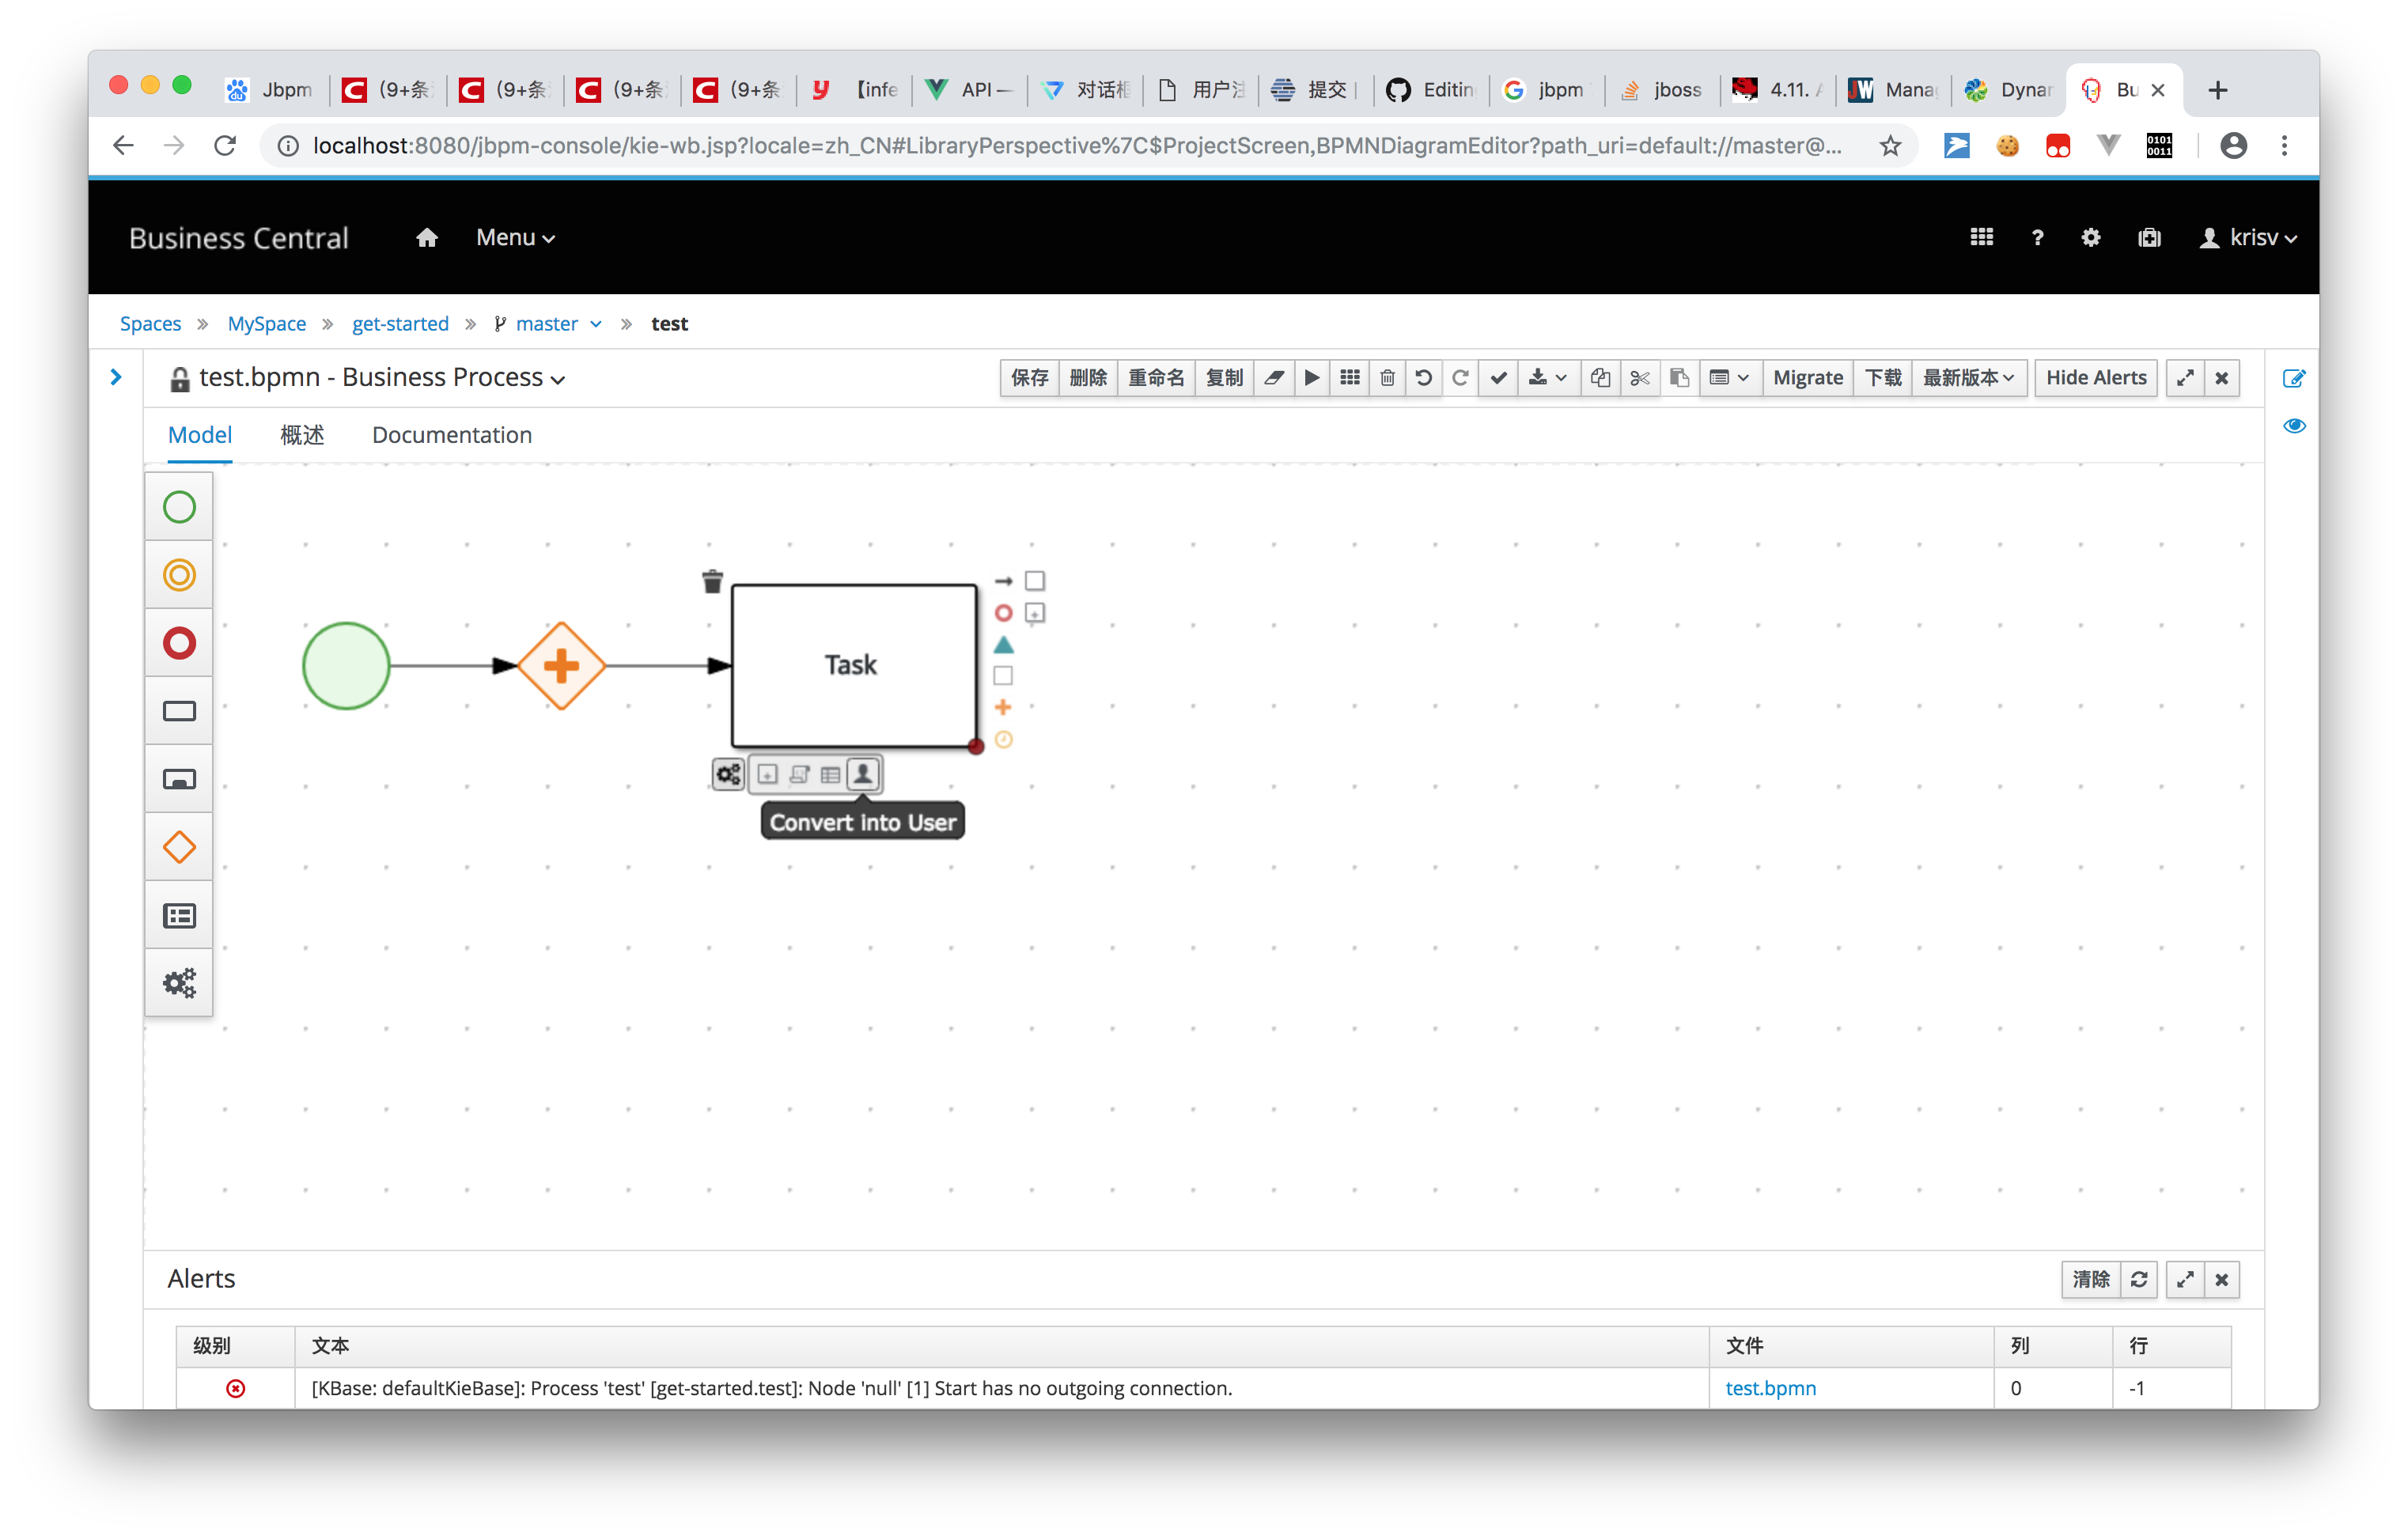 Jbpm (9+条 (9+条 (9+条 (9+条 【infe API — 对话框 用户注 提交 | Editin jbpm jboss 4.11. Mana Dynar Bu
localhost:8080/jbpm-console/kie-wb.jsp?locale=zh_CN#LibraryPerspective%7C$ProjectScreen,BPMNDiagramEditor?path_uri=default://master@...
Business Central Menu krisv
Spaces » MySpace » get-started » master » test
test.bpmn - Business Process 保存 删除 重命名 复制 Migrate 下载 最新版本 Hide Alerts
Model 概述 Documentation
Task
Convert into User
Alerts 清除
级别 文本 文件 列 行
[KBase: defaultKieBase]: Process 'test' [get-started.test]: Node 'null' [1] Start has no outgoing connection. test.bpmn 0 -1